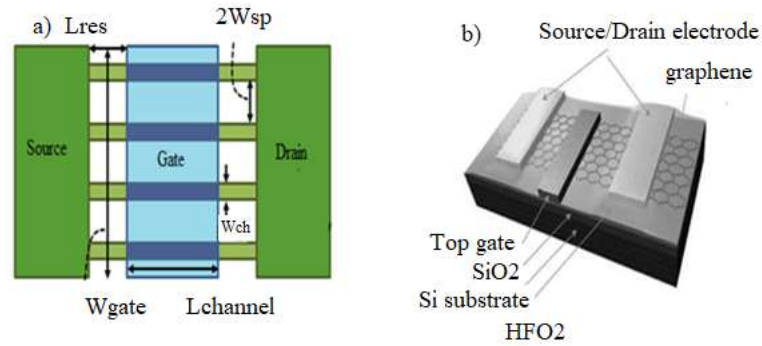 a)
Lres
2Wsp
Source
Gate
Drain
Wch
Wgate
Lchannel
b)
Source/Drain electrode
graphene
Top gate
SiO2
Si substrate
HFO2